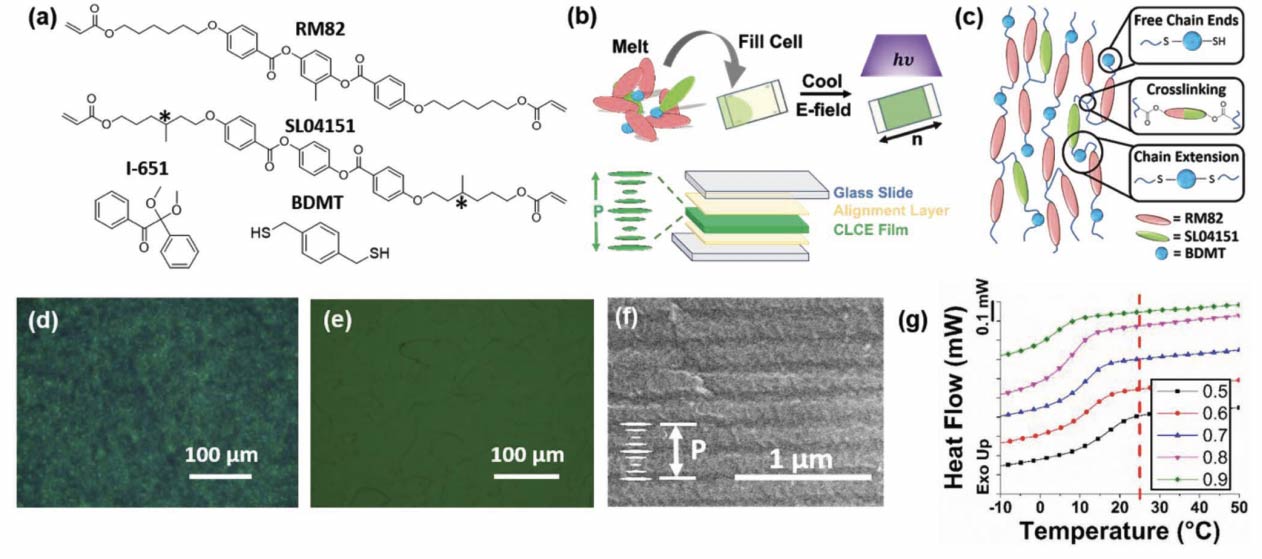 (a)
RM82
SL04151
*
*
I-651
BDMT
HS
SH
(b)
Melt
Fill Cell
Cool
E-field
hν
n
P
Glass Slide
Alignment Layer
CLCE Film
(c)
Free Chain Ends
S
SH
Crosslinking
Chain Extension
S
S
= RM82
= SL04151
= BDMT
(d)
100 µm
(e)
100 µm
(f)
P
1 µm
(g)
0.1 mW
Heat Flow (mW)
Exo Up
0.5
0.6
0.7
0.8
0.9
-10 0 10 20 30 40 50
Temperature (°C)